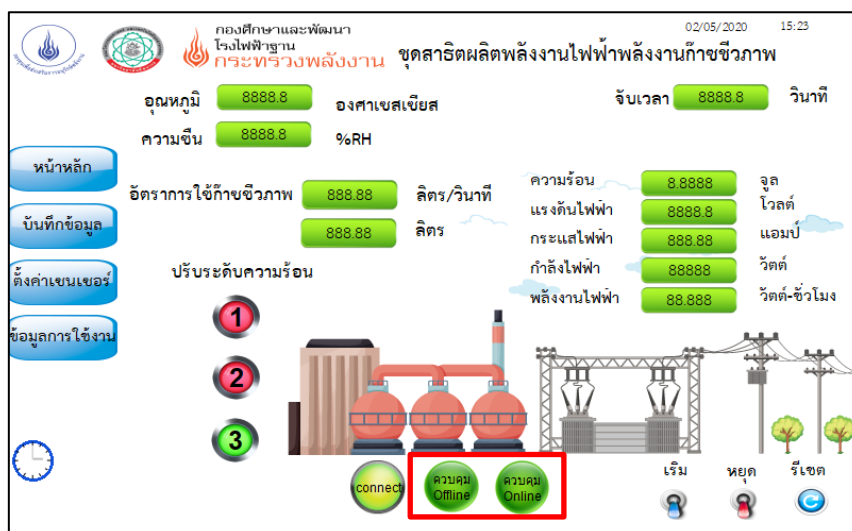 กองศึกษาและพัฒนา
โรงไฟฟ้าฐาน
กระทรวงพลังงาน
02/05/2020 15:23
ชุดสาธิตผลิตพลังงานไฟฟ้าพลังงานก๊าซชีวภาพ
อุณหภูมิ 8888.8 องศาเซสเซียส
จับเวลา 8888.8 วินาที
ความชืน 8888.8 %RH
หน้าหลัก
บันทึกข้อมูล
ตั้งค่าเซนเซอร์
ข้อมูลการใช้งาน
อัตราการใช้ก๊าซชีวภาพ 888.88 ลิตร/วินาที
888.88 ลิตร
ความร้อน 8.8888 จูล
แรงดันไฟฟ้า 8888.8 โวลต์
กระแสไฟฟ้า 888.88 แอมป์
กำลังไฟฟ้า 88888 วัตต์
พลังงานไฟฟ้า 88.888 วัตต์-ชั่วโมง
ปรับระดับความร้อน
1
2
3
connect
ควบคุม
Offline
ควบคุม
Online
เริ่ม หยุด รีเซต